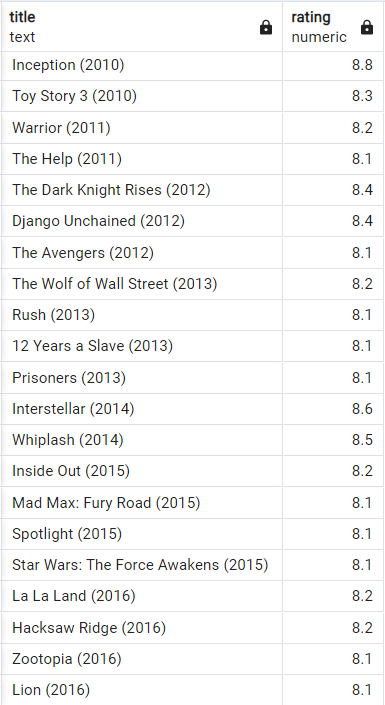 title rating
text numeric
Inception (2010) 8.8
Toy Story 3 (2010) 8.3
Warrior (2011) 8.2
The Help (2011) 8.1
The Dark Knight Rises (2012) 8.4
Django Unchained (2012) 8.4
The Avengers (2012) 8.1
The Wolf of Wall Street (2013) 8.2
Rush (2013) 8.1
12 Years a Slave (2013) 8.1
Prisoners (2013) 8.1
Interstellar (2014) 8.6
Whiplash (2014) 8.5
Inside Out (2015) 8.2
Mad Max: Fury Road (2015) 8.1
Spotlight (2015) 8.1
Star Wars: The Force Awakens (2015) 8.1
La La Land (2016) 8.2
Hacksaw Ridge (2016) 8.2
Zootopia (2016) 8.1
Lion (2016) 8.1